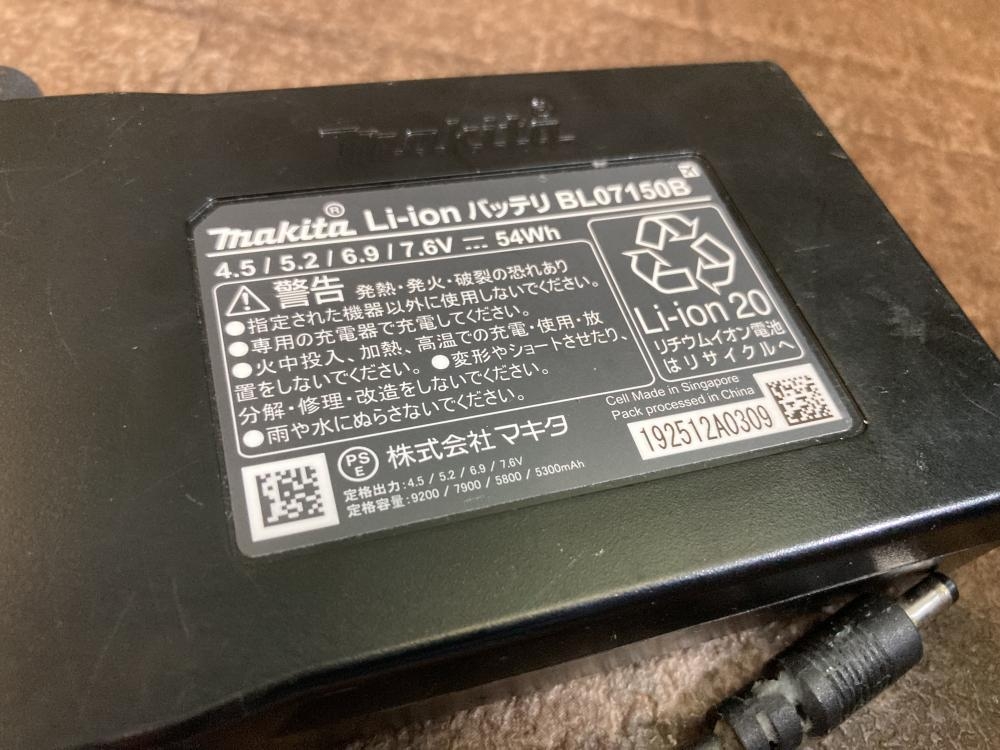 makita
makita® Li-ion バッテリ BL07150B
4.5 / 5.2 / 6.9 / 7.6V ⎓ 54Wh
警告 発熱・発火・破裂の恐れあり
●指定された機器以外に使用しないでください。
●専用の充電器で充電してください。
●火中投入、加熱、高温での充電・使用・放
置をしないでください。●変形やショートさせたり、
分解・修理・改造をしないでください。
●雨や水にぬらさないでください。
Li-ion 20
リチウムイオン電池
はリサイクルへ
Cell Made in Singapore
Pack processed in China
192512A0309
PS
E
株式会社マキタ
定格出力:4.5 / 5.2 / 6.9 / 7.6V
定格容量:9200 / 7900 / 5800 / 5300mAh